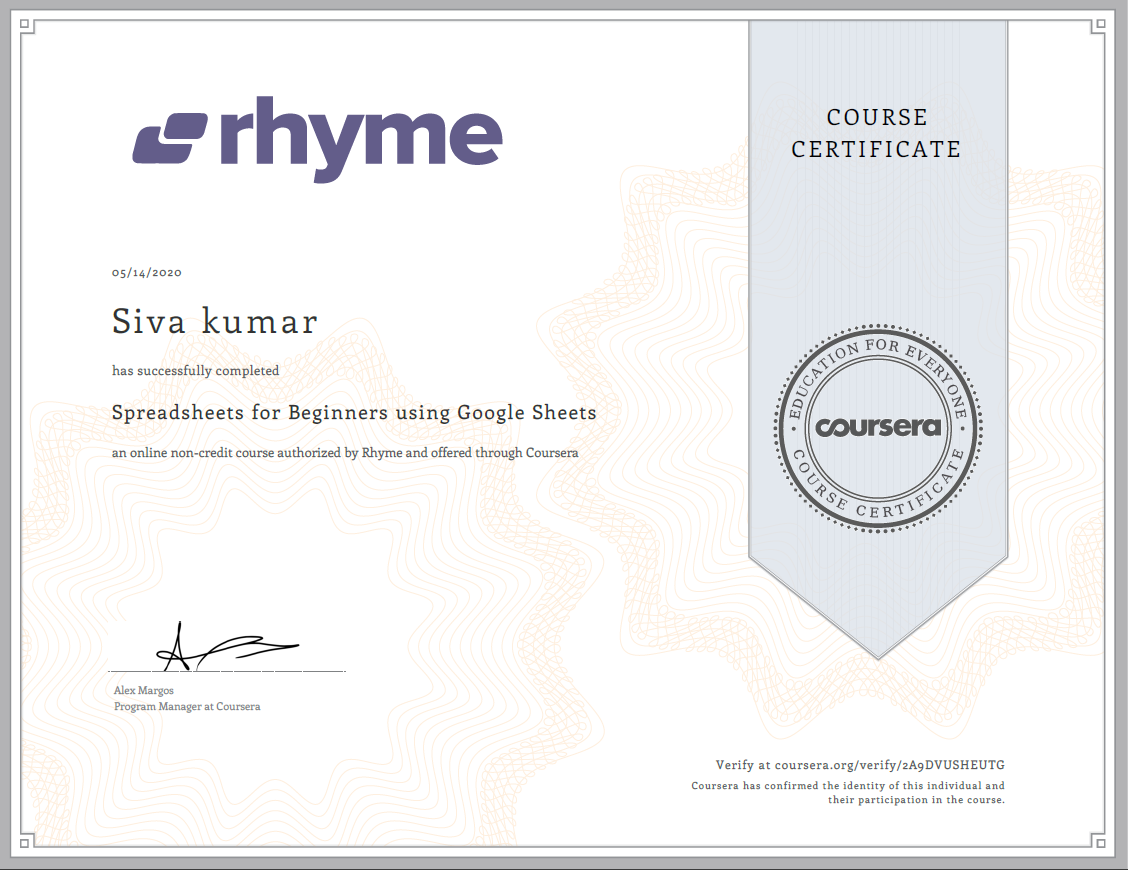 rhyme
COURSE
CERTIFICATE
05/14/2020
Siva kumar
has successfully completed
Spreadsheets for Beginners using Google Sheets
an online non-credit course authorized by Rhyme and offered through Coursera
EDUCATION FOR EVERYONE
coursera
COURSE CERTIFICATE
Alex Margos
Program Manager at Coursera
Verify at coursera.org/verify/2A9DVUSHEUTG
Coursera has confirmed the identity of this individual and
their participation in the course.